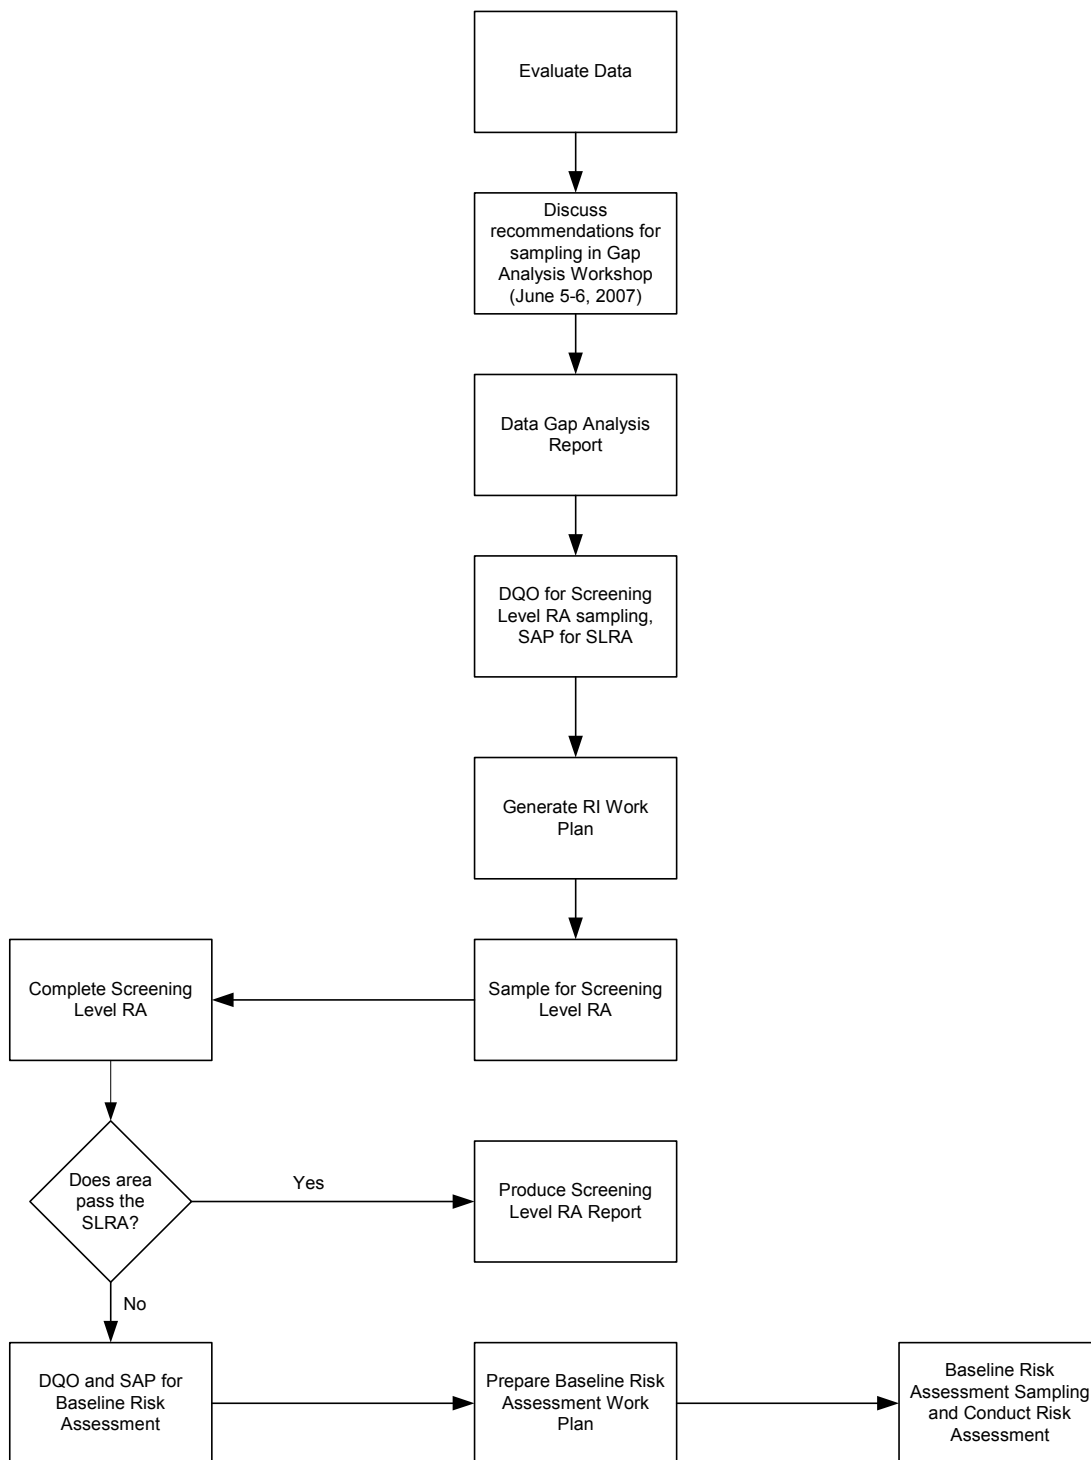 Evaluate Data
Discuss
recommendations for
sampling in Gap
Analysis Workshop
(June 5-6, 2007)
Data Gap Analysis
Report
DQO for Screening
Level RA sampling,
SAP for SLRA
Generate RI Work
Plan
Complete Screening
Level RA
Sample for Screening
Level RA
Does area
pass the
SLRA?
Yes
Produce Screening
Level RA Report
No
DQO and SAP for
Baseline Risk
Assessment
Prepare Baseline Risk
Assessment Work
Plan
Baseline Risk
Assessment Sampling
and Conduct Risk
Assessment